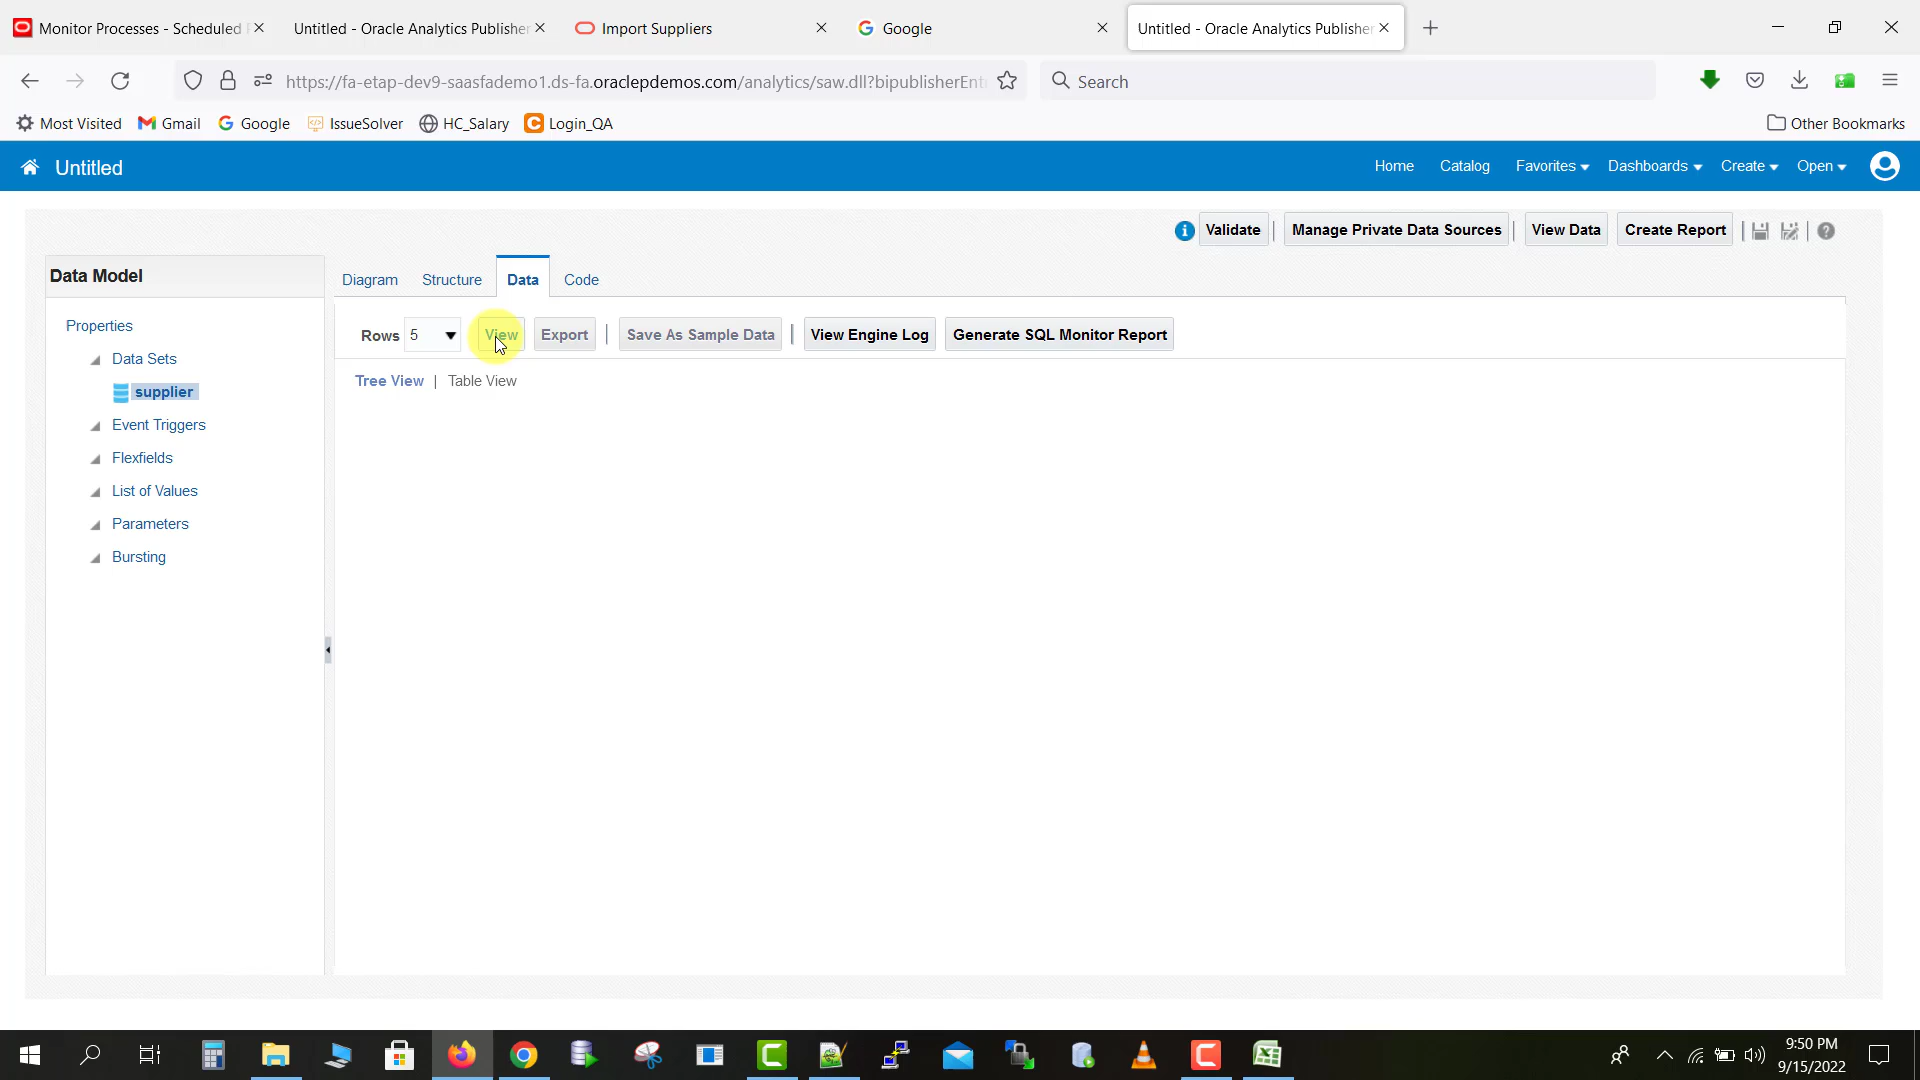 Monitor Processes - Scheduled
Untitled - Oracle Analytics Publisher
Import Suppliers
Google
Untitled - Oracle Analytics Publisher
https://fa-etap-dev9-saasfademo1.ds-fa.oraclepdemos.com/analytics/saw.dll?bipublisherEnt
Search
Most Visited
Gmail
Google
IssueSolver
HC_Salary
Login_QA
Other Bookmarks
Untitled
Home
Catalog
Favorites
Dashboards
Create
Open
Validate
Manage Private Data Sources
View Data
Create Report
Data Model
Diagram
Structure
Data
Code
Properties
Data Sets
supplier
Event Triggers
Flexfields
List of Values
Parameters
Bursting
Rows 5
View
Export
Save As Sample Data
View Engine Log
Generate SQL Monitor Report
Tree View | Table View
9:50 PM
9/15/2022